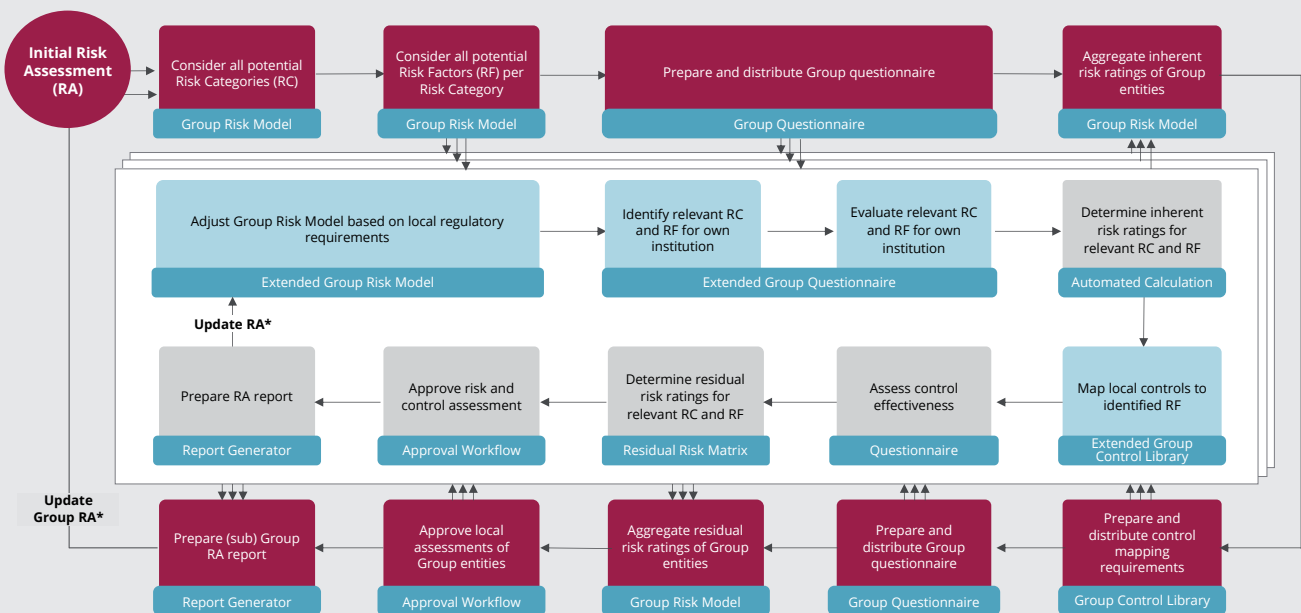 Initial Risk
Assessment
(RA)
Consider all potential
Risk Categories (RC)
Group Risk Model
Consider all potential
Risk Factors (RF) per
Risk Category
Group Risk Model
Prepare and distribute Group questionnaire
Group Questionnaire
Aggregate inherent
risk ratings of Group
entities
Group Risk Model
Adjust Group Risk Model based on local regulatory
requirements
Extended Group Risk Model
Identify relevant RC
and RF for own
institution
Evaluate relevant RC
and RF for own
institution
Extended Group Questionnaire
Determine inherent
risk ratings for
relevant RC and RF
Automated Calculation
Update RA*
Prepare RA report
Report Generator
Approve risk and
control assessment
Approval Workflow
Determine residual
risk ratings for
relevant RC and RF
Residual Risk Matrix
Assess control
effectiveness
Questionnaire
Map local controls to
identified RF
Extended Group
Control Library
Update
Group RA*
Prepare (sub) Group
RA report
Report Generator
Approve local
assessments of
Group entities
Approval Workflow
Aggregate residual
risk ratings of Group
entities
Group Risk Model
Prepare and
distribute Group
questionnaire
Group Questionnaire
Prepare and
distribute control
mapping
requirements
Group Control Library